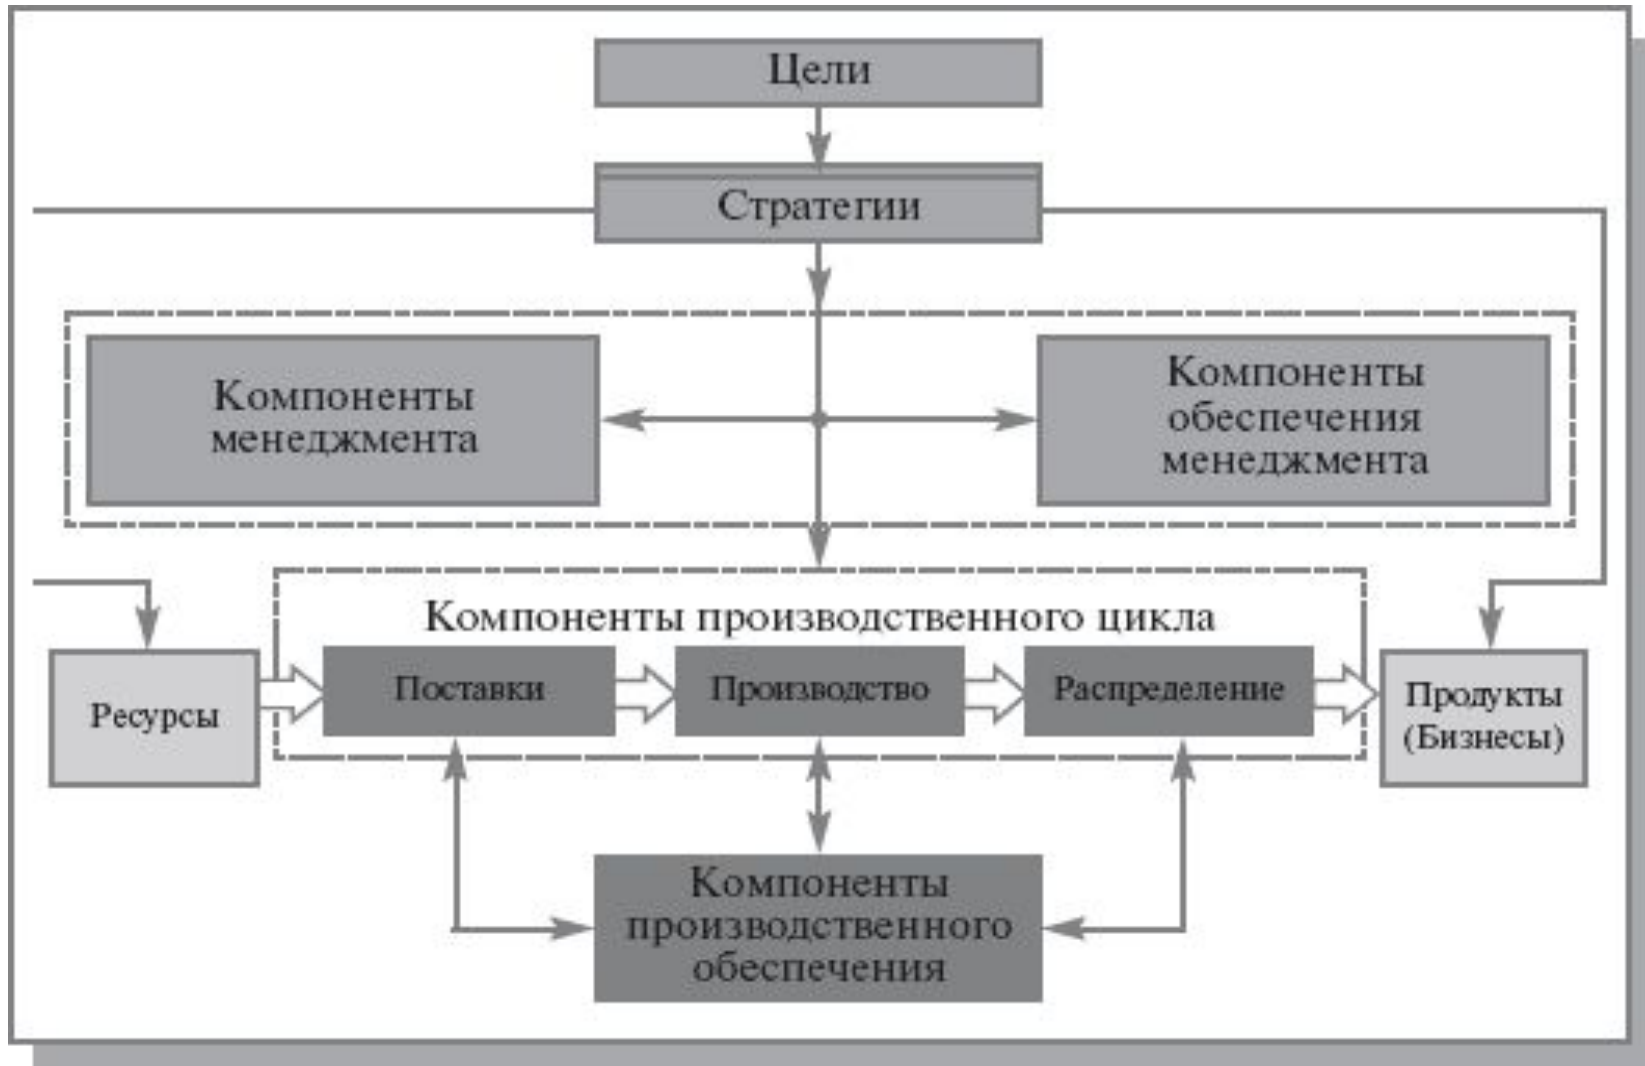 Цели
Стратегии
Компоненты
менеджмента
Компоненты
обеспечения
менеджмента
Компоненты производственного цикла
Ресурсы
Поставки
Производство
Распределение
Продукты
(Бизнесы)
Компоненты
производственного
обеспечения